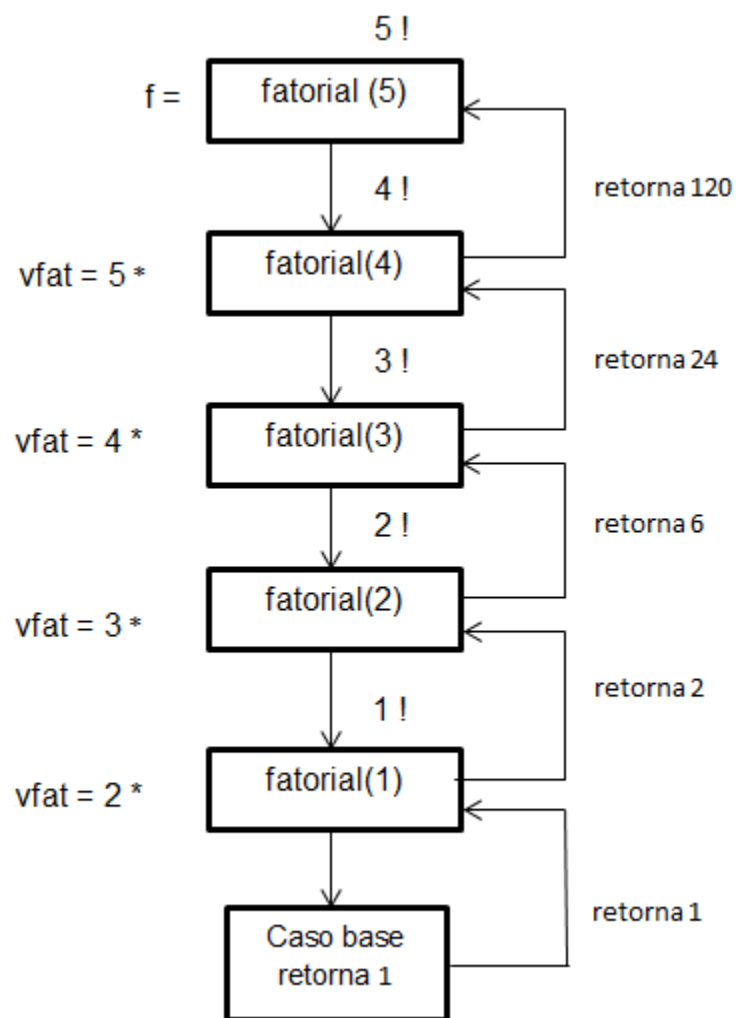 5 !
f =
fatorial (5)
4 !
retorna 120
vfat = 5 *
fatorial(4)
3 !
retorna 24
vfat = 4 *
fatorial(3)
2 !
retorna 6
vfat = 3 *
fatorial(2)
1 !
retorna 2
vfat = 2 *
fatorial(1)
retorna 1
Caso base
retorna 1